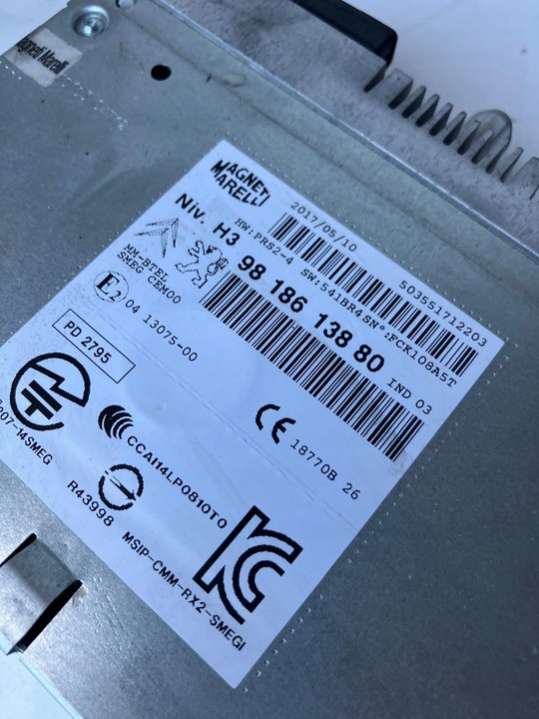 Magneti Marelli
MAGNETI
MARELLI
2017/05/10
503551712203
Niv. H3
HW:PRS2-4 SW:541BR4 SN°:FCK108A5T
MM-BTEL
SMEG CEM00
98 186 138 80
IND 03
E2
04 13075-00
PD 2795
CE
18770B 26
007-14SMEG
CCAI14LP0810T0
R43998
MSIP-CMM-RX2-SMEGI